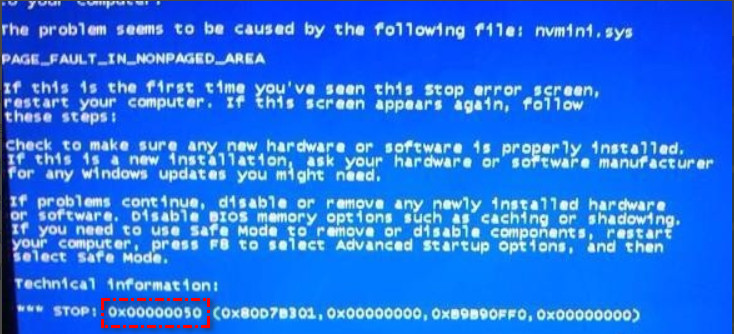 to your computer.
The problem seems to be caused by the following file: nvmini.sys
PAGE_FAULT_IN_NONPAGED_AREA
If this is the first time you've seen this Stop error screen,
restart your computer. If this screen appears again, follow
these steps:
Check to make sure any new hardware or software is properly installed.
If this is a new installation, ask your hardware or software manufacturer
for any windows updates you might need.
If problems continue, disable or remove any newly installed hardware
or software. Disable BIOS memory options such as caching or shadowing.
If you need to use Safe Mode to remove or disable components, restart
your computer, press F8 to select Advanced Startup Options, and then
select Safe Mode.
Technical information:
*** STOP: 0x00000050 (0x80D7B301,0x00000000,0xB9B90FF0,0x00000000)